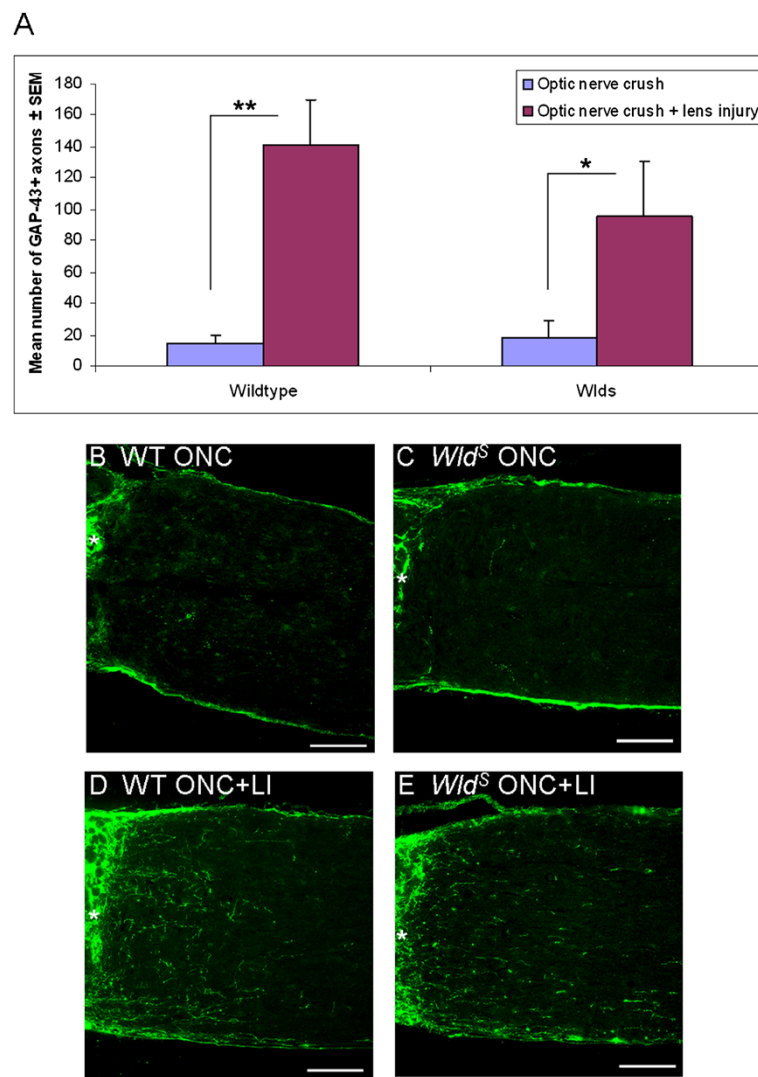 A
Mean number of GAP-43+ axons ± SEM
180
160
140
120
100
80
60
40
20
0
**
*
Optic nerve crush
Optic nerve crush + lens injury
Wildtype
Wlds
B WT ONC
*
C Wldˢ ONC
*
D WT ONC+LI
*
E Wldˢ ONC+LI
*